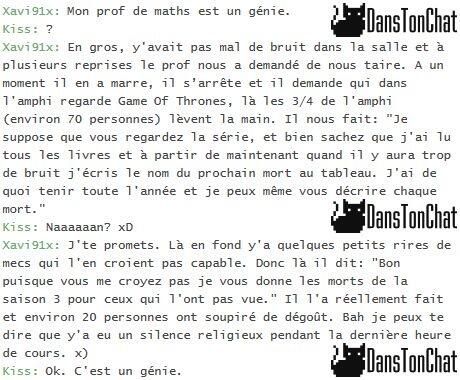 Xavi91x: Mon prof de maths est un génie.
DansTonChat
Kiss: ?
Xavi91x: En gros, y'avait pas mal de bruit dans la salle et à
plusieurs reprises le prof nous a demandé de nous taire. A un
moment il en a marre, il s'arrête et il demande qui dans
l'amphi regarde Game Of Thrones, là les 3/4 de l'amphi
(environ 70 personnes) lèvent la main. Il nous fait: "Je
suppose que vous regardez la série, et bien sachez que j'ai lu
tous les livres et à partir de maintenant quand il y aura trop
de bruit j'écris le nom du prochain mort au tableau. J'ai de
quoi tenir toute l'année et je peux même vous décrire chaque
mort."
DansTonChat
Kiss: Naaaaaan? xD
Xavi91x: J'te promets. Là en fond y'a quelques petits rires de
mecs qui l'en croient pas capable. Donc là il dit: "Bon
puisque vous me croyez pas je vous donne les morts de la
saison 3 pour ceux qui l'ont pas vue." Il l'a réellement fait
et environ 20 personnes ont soupiré de dégoût. Bah je peux te
dire que y'a eu un silence religieux pendant la dernière heure
de cours. x)
DansTonChat
Kiss: Ok. C'est un génie.